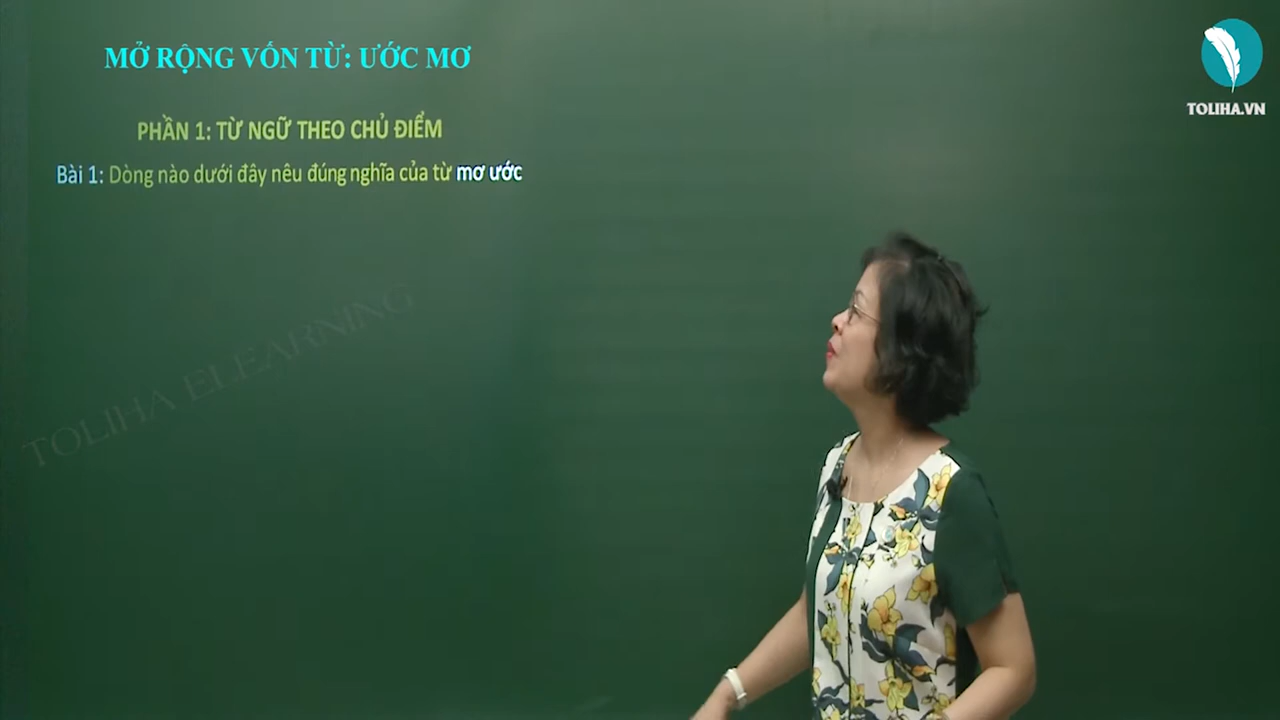 MỞ RỘNG VỐN TỪ: ƯỚC MƠ
TOLIHA.VN
PHẦN 1: TỪ NGỮ THEO CHỦ ĐIỂM
Bài 1: Dòng nào dưới đây nêu đúng nghĩa của từ mơ ước
TOLIHA ELEARNING